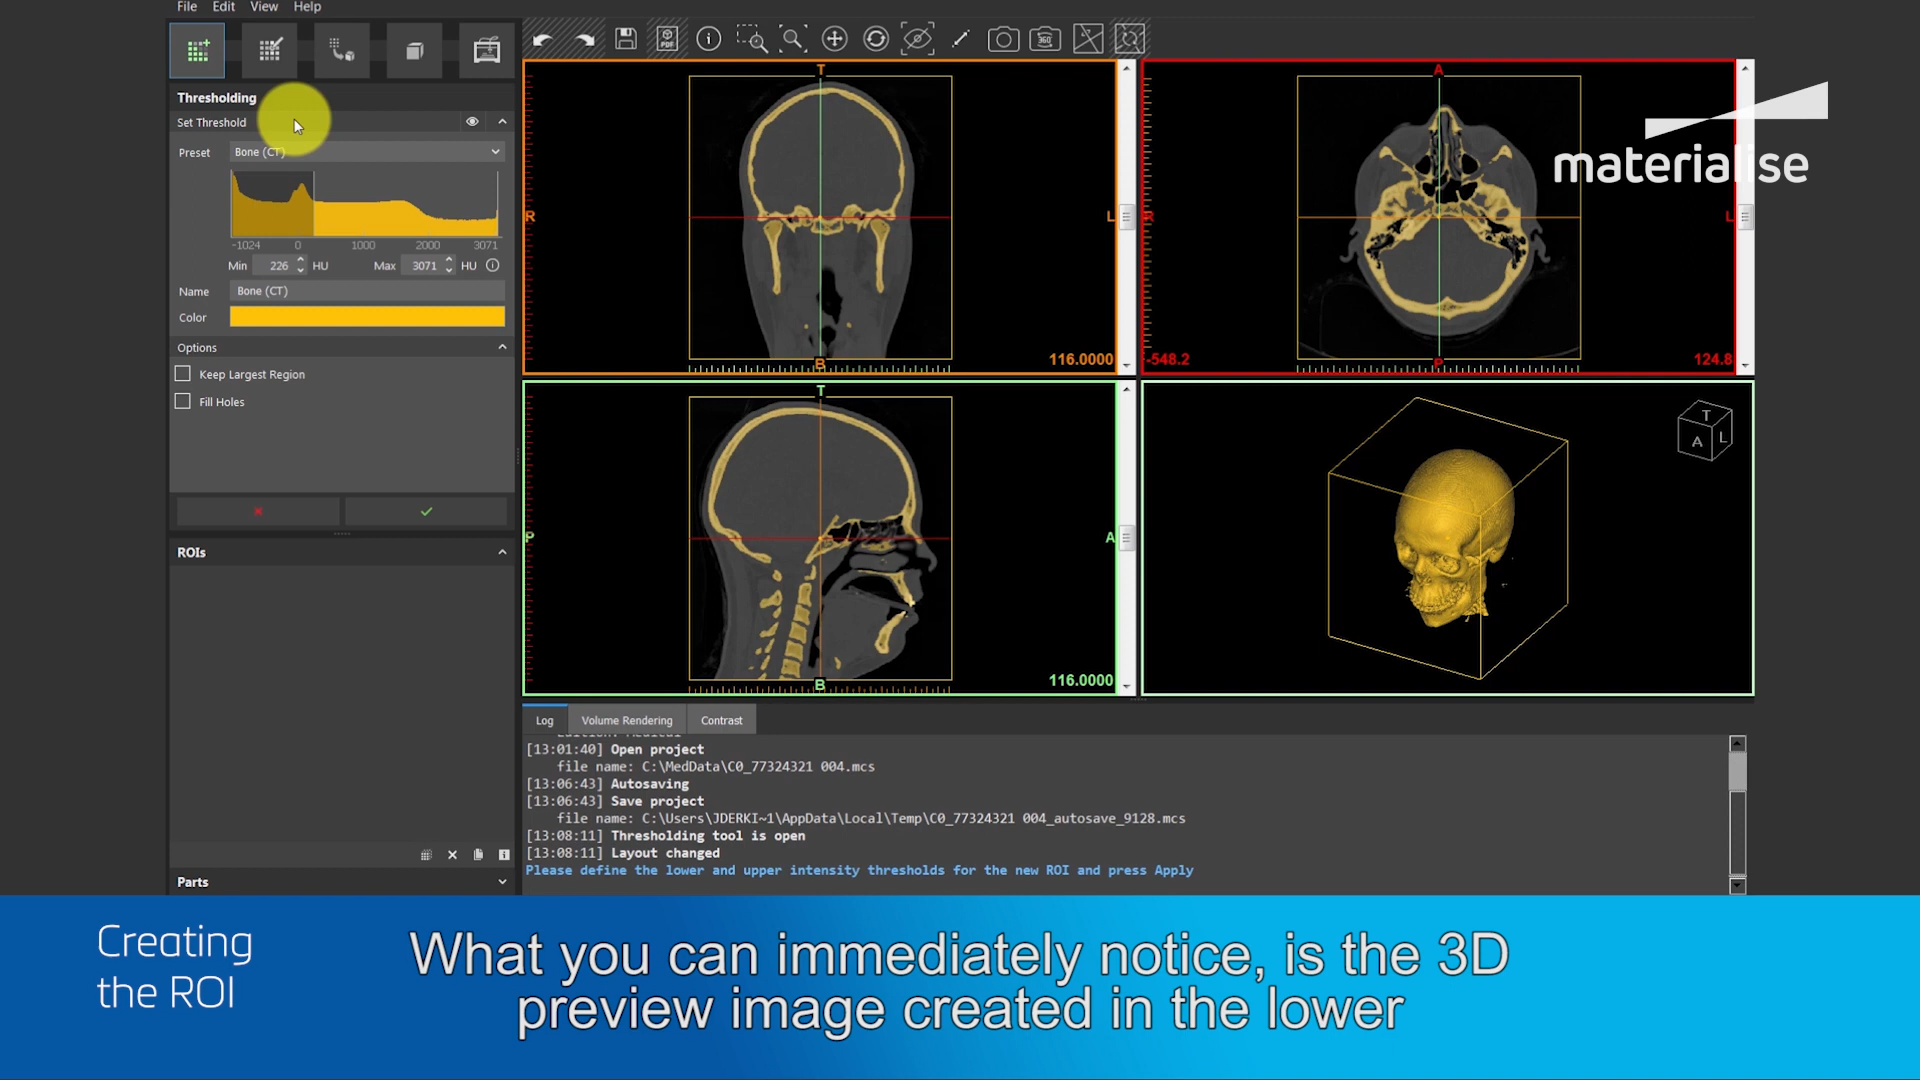 File Edit View Help
Thresholding
Set Threshold
Preset Bone (CT)
-1024 0 1000 2000 3071
Min 226 HU Max 3071 HU
Name Bone (CT)
Color
Options
Keep Largest Region
Fill Holes
ROIs
Parts
PDF
360
T
R
L
B
116.0000
A
R
L
P
-548.2
124.8
materialise
T
P
A
B
116.0000
T
A
L
Log Volume Rendering Contrast
[13:01:40] Open project
file name: C:\MedData\C0_77324321 004.mcs
[13:06:43] Autosaving
[13:06:43] Save project
file name: C:\Users\JDERKI~1\AppData\Local\Temp\C0_77324321 004_autosave_9128.mcs
[13:08:11] Thresholding tool is open
[13:08:11] Layout changed
Please define the lower and upper intensity thresholds for the new ROI and press Apply
Creating
the ROI
What you can immediately notice, is the 3D
preview image created in the lower